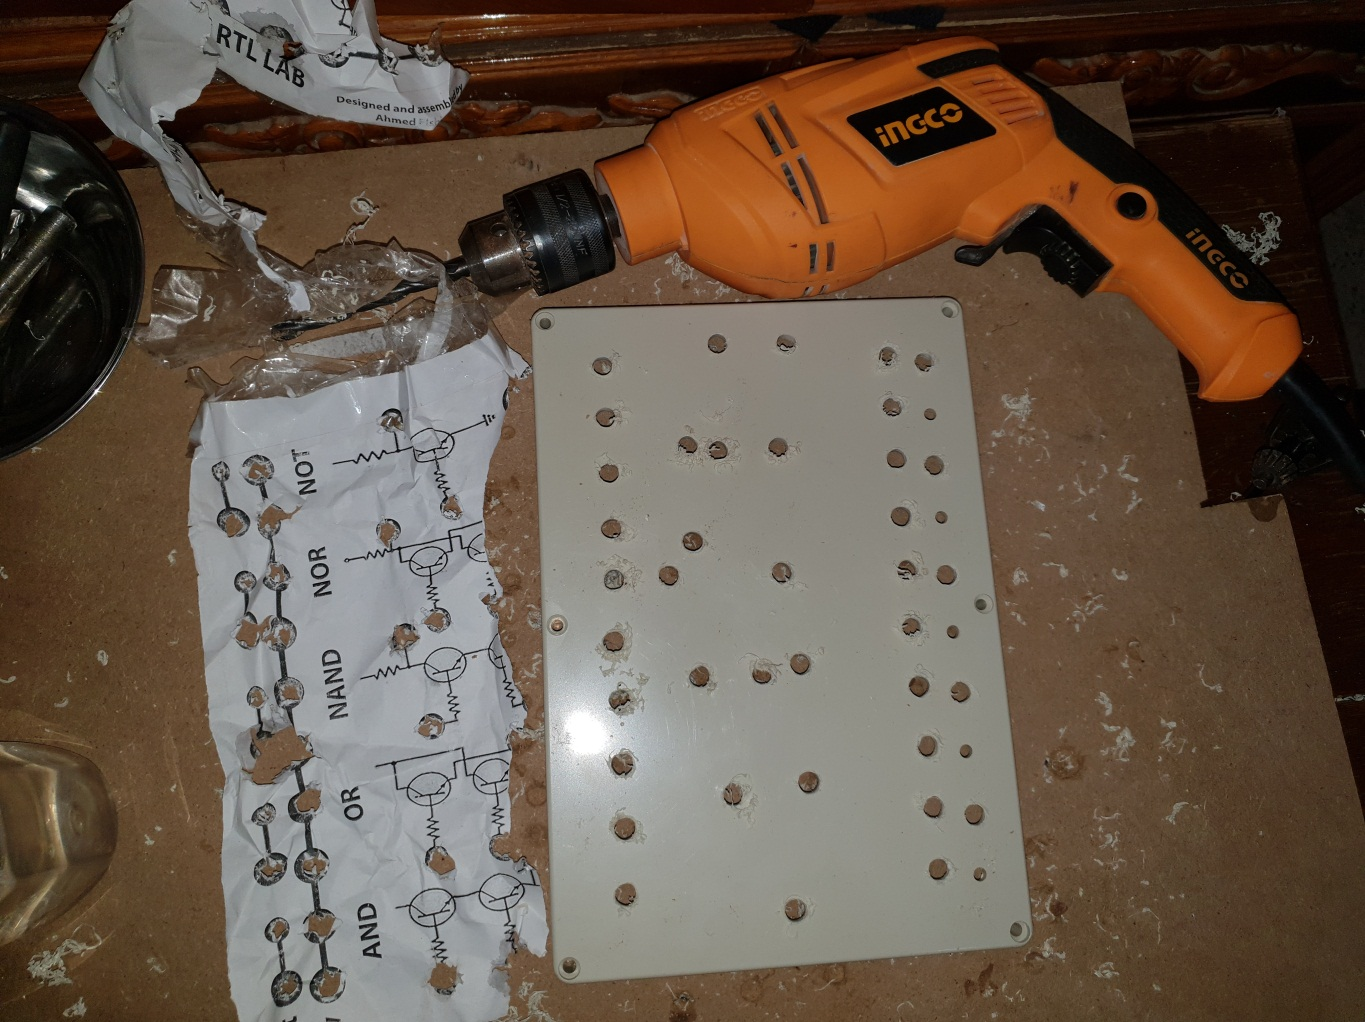 RTL LAB
Designed and assembled by
Ahmed
INGCO
INGCO
NOT
NOR
NAND
OR
AND